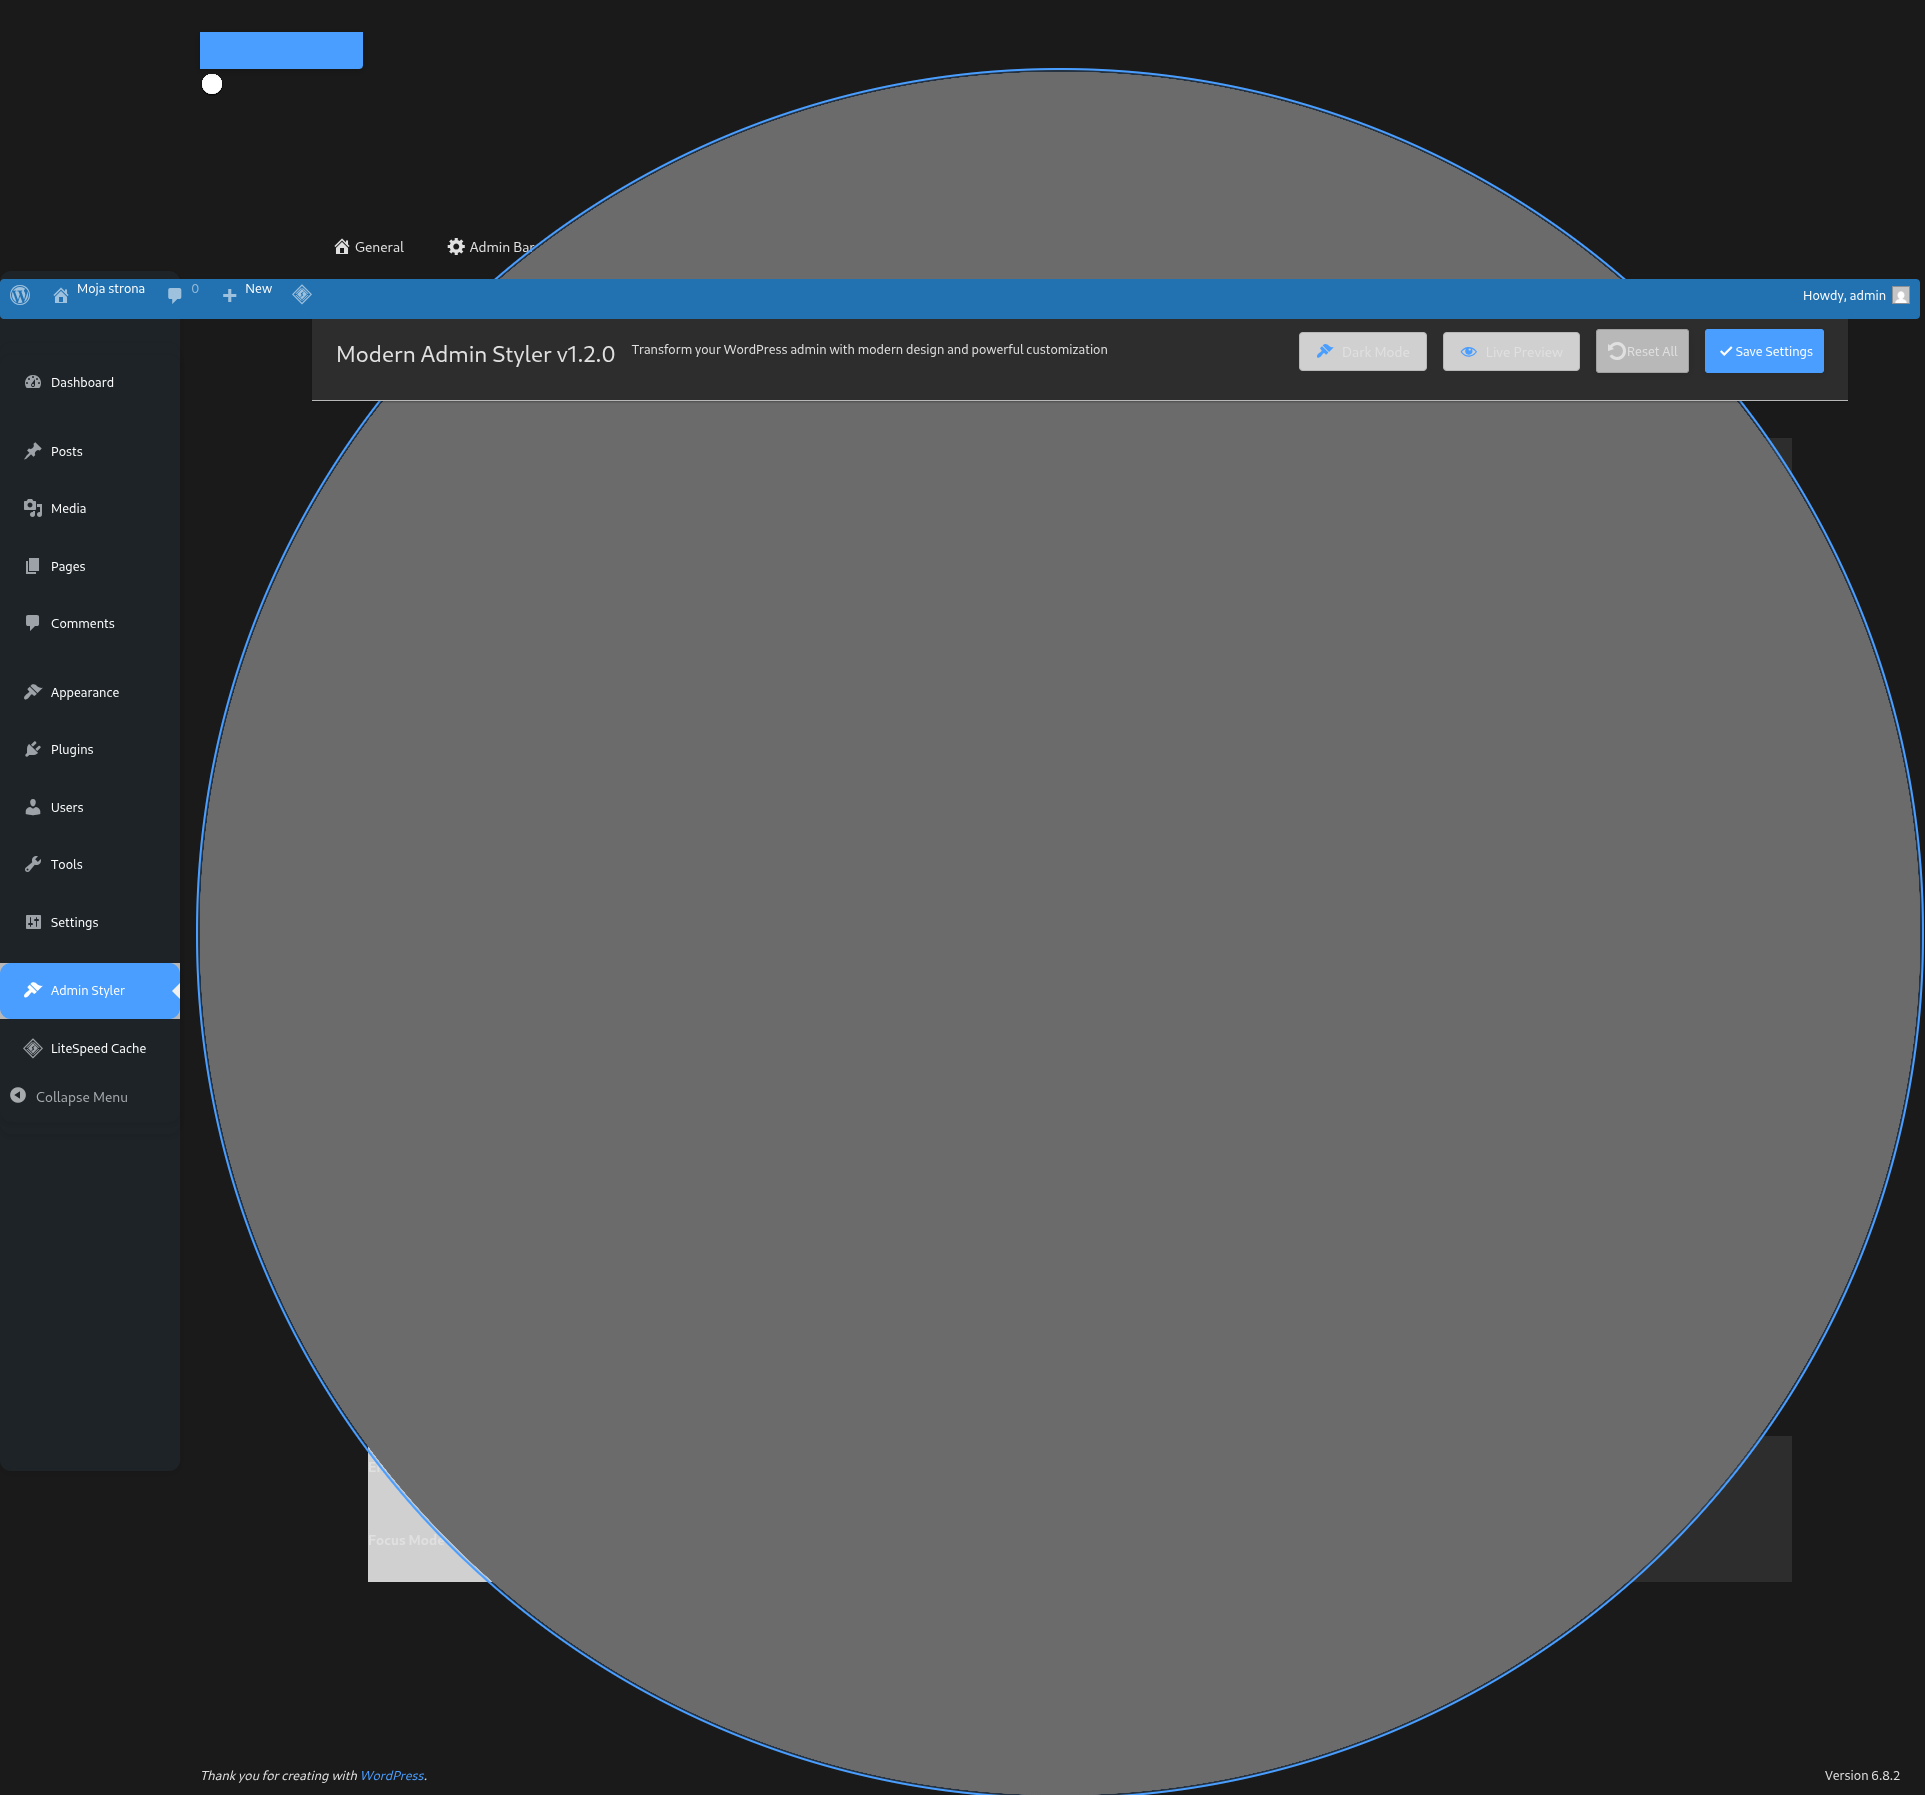 General
Admin Bar
Moja strona
0
New
Howdy, admin
Modern Admin Styler v1.2.0
Transform your WordPress admin with modern design and powerful customization
Dark Mode
Live Preview
Reset All
Save Settings
Dashboard
Posts
Media
Pages
Comments
Appearance
Plugins
Users
Tools
Settings
Admin Styler
LiteSpeed Cache
Collapse Menu
Focus Mode
Thank you for creating with WordPress.
Version 6.8.2